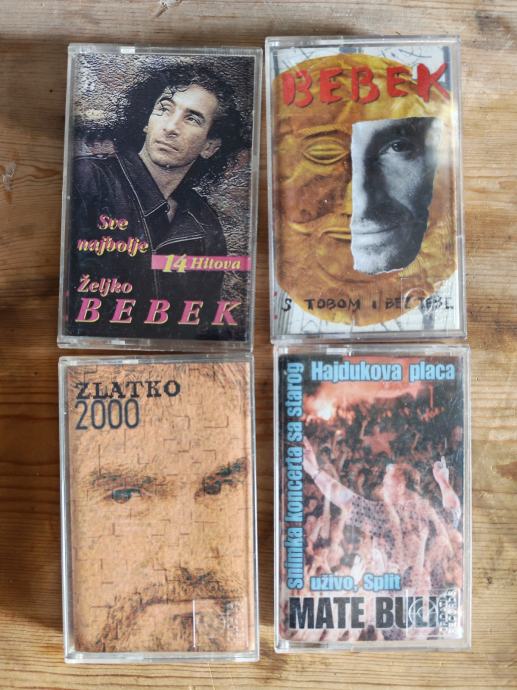 Sve
najbolje
14 Hitova
Željko
BEBEK
BEBEK
S TOBOM I BEZ TEBE
ZLATKO
2000
Hajdukova placa
snimka koncerta sa starog
uživo, Split
MATE BULIĆ